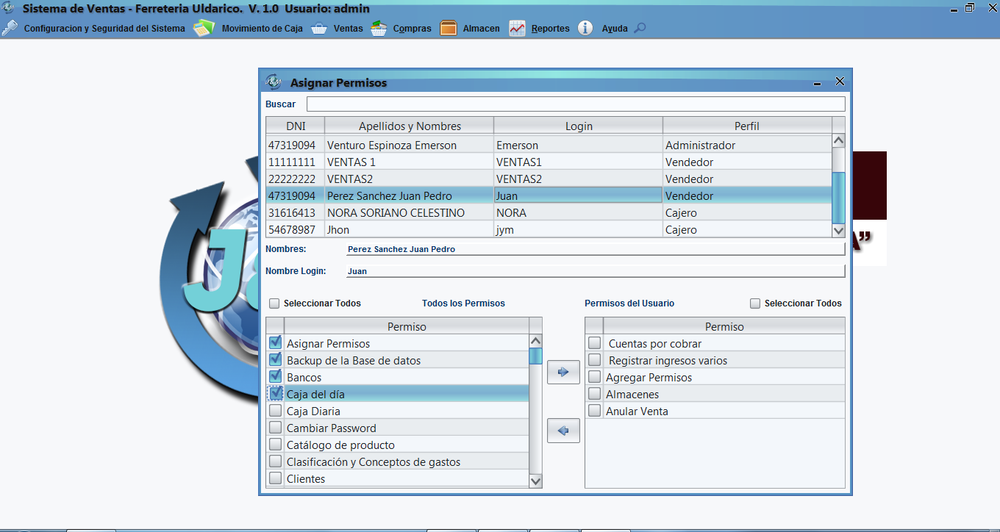 Sistema de Ventas - Ferreteria Uldarico. V. 1.0 Usuario: admin
Configuracion y Seguridad del Sistema Movimiento de Caja Ventas Compras Almacen Reportes Ayuda
Asignar Permisos
Buscar
DNI Apellidos y Nombres Login Perfil
47319094 Venturo Espinoza Emerson Emerson Administrador
11111111 VENTAS 1 VENTAS1 Vendedor
22222222 VENTAS2 VENTAS2 Vendedor
47319094 Perez Sanchez Juan Pedro Juan Vendedor
31616413 NORA SORIANO CELESTINO NORA Cajero
54678987 Jhon jym Cajero
Nombres: Perez Sanchez Juan Pedro
Nombre Login: Juan
Seleccionar Todos Todos los Permisos Permisos del Usuario Seleccionar Todos
Permiso
Asignar Permisos
Backup de la Base de datos
Bancos
Caja del día
Caja Diaria
Cambiar Password
Catálogo de producto
Clasificación y Conceptos de gastos
Clientes
Permiso
Cuentas por cobrar
Registrar ingresos varios
Agregar Permisos
Almacenes
Anular Venta
J
A”